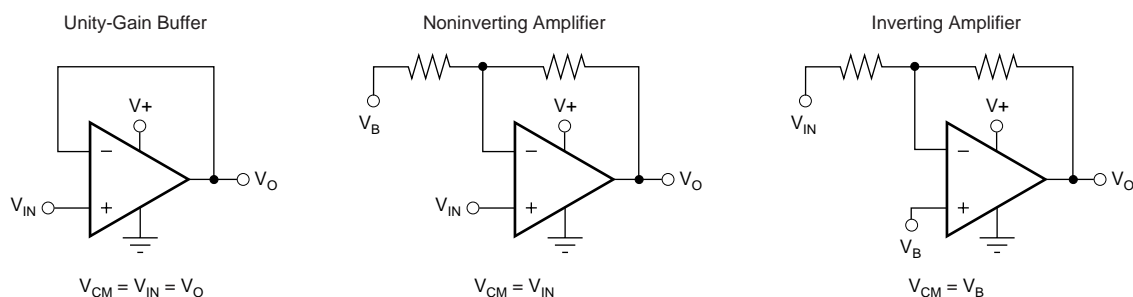 Unity-Gain Buffer
V+
−
V_IN
+
V_O
V_CM = V_IN = V_O
Noninverting Amplifier
V_B
V+
−
V_IN
+
V_O
V_CM = V_IN
Inverting Amplifier
V_IN
V+
−
+
V_B
V_O
V_CM = V_B